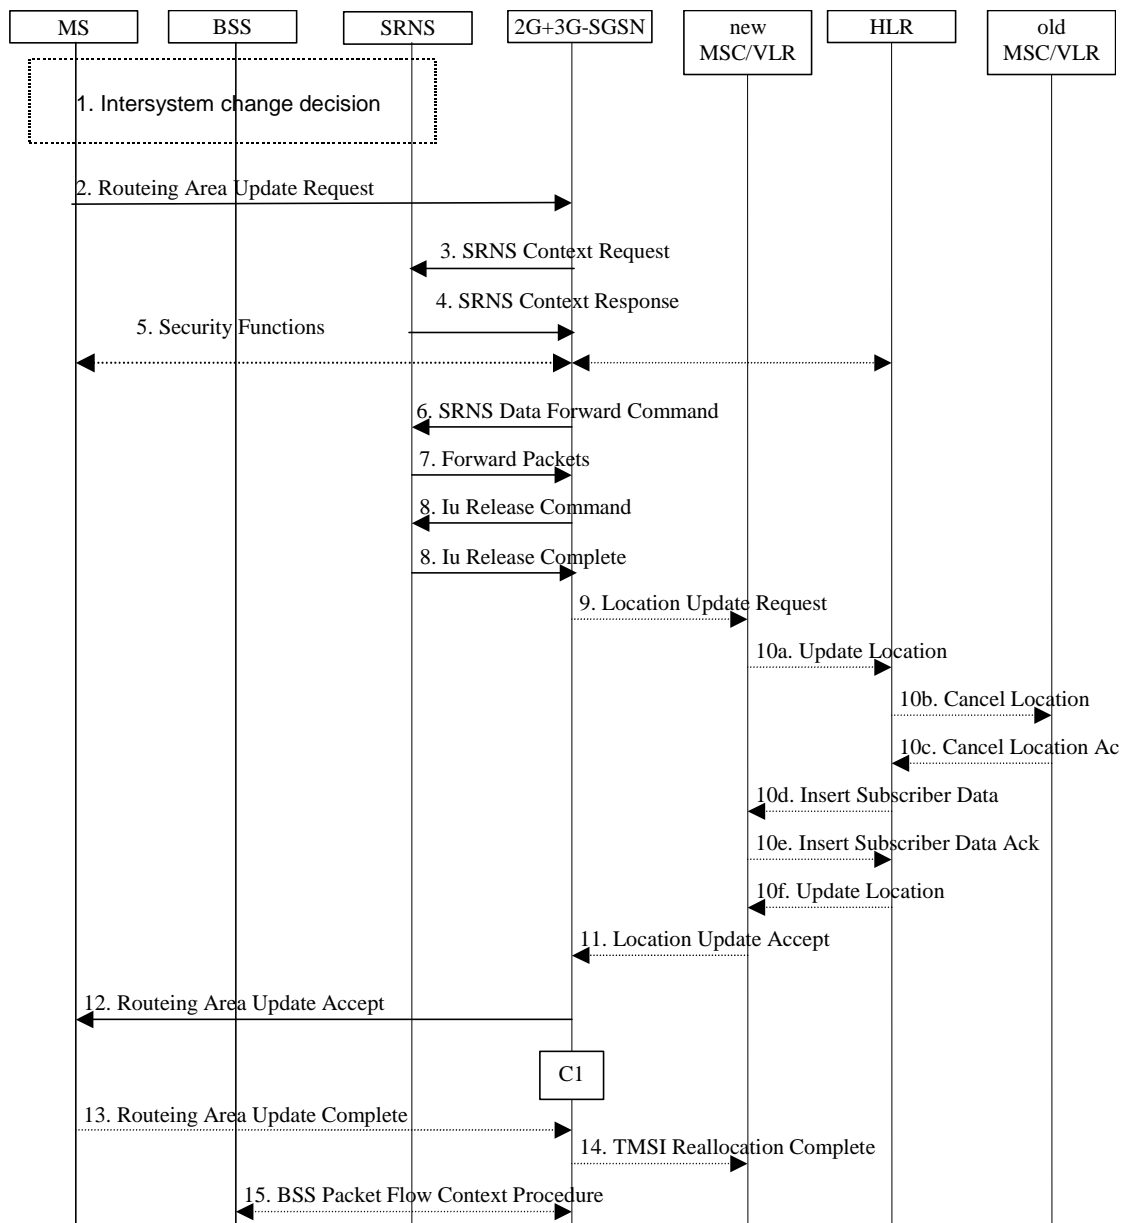 MS
BSS
SRNS
2G+3G-SGSN
new
MSC/VLR
HLR
old
MSC/VLR
1. Intersystem change decision
2. Routeing Area Update Request
3. SRNS Context Request
4. SRNS Context Response
5. Security Functions
6. SRNS Data Forward Command
7. Forward Packets
8. Iu Release Command
8. Iu Release Complete
9. Location Update Request
10a. Update Location
10b. Cancel Location
10c. Cancel Location Ac
10d. Insert Subscriber Data
10e. Insert Subscriber Data Ack
10f. Update Location
11. Location Update Accept
12. Routeing Area Update Accept
C1
13. Routeing Area Update Complete
14. TMSI Reallocation Complete
15. BSS Packet Flow Context Procedure